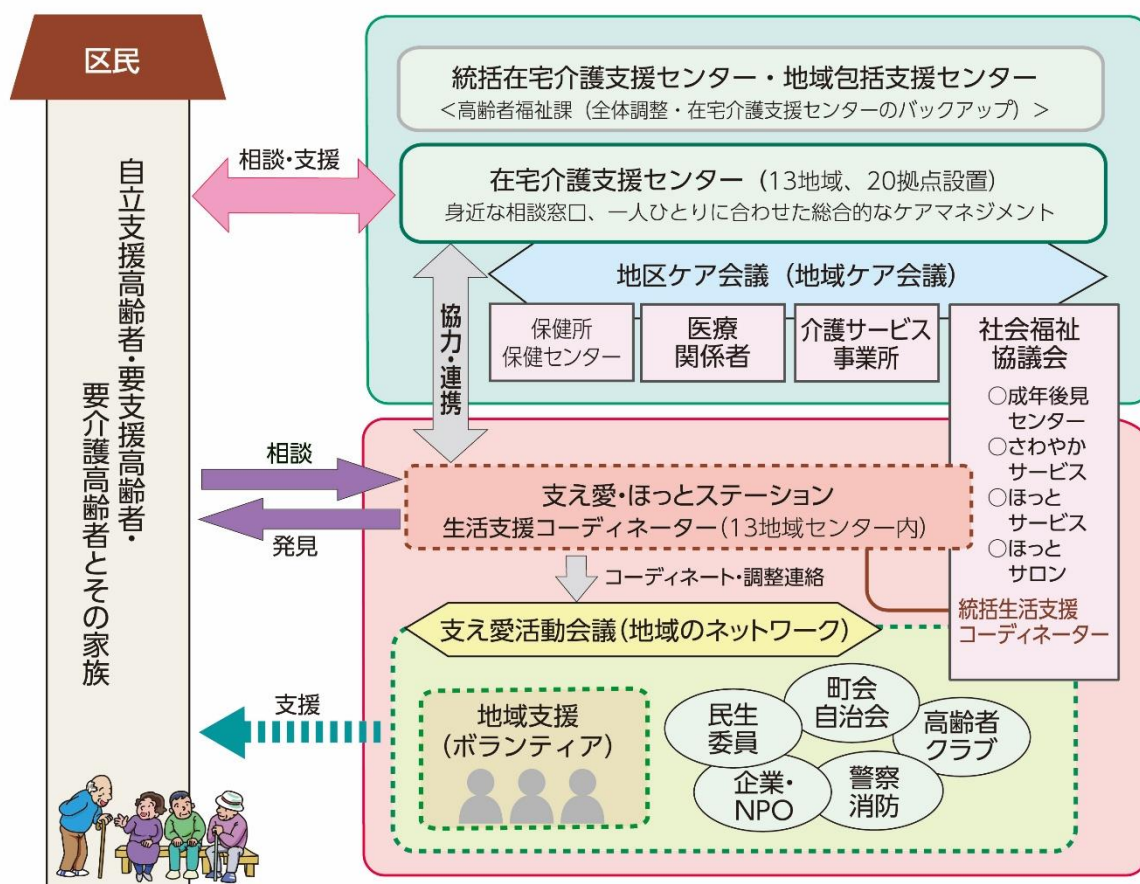 区民
自立支援高齢者・要支援高齢者・
要介護高齢者とその家族
統括在宅介護支援センター・地域包括支援センター
＜高齢者福祉課（全体調整・在宅介護支援センターのバックアップ）＞
相談・支援
在宅介護支援センター（13地域、20拠点設置）
身近な相談窓口、一人ひとりに合わせた総合的なケアマネジメント
協力・連携
地区ケア会議（地域ケア会議）
保健所
保健センター
医療
関係者
介護サービス
事業所
社会福祉
協議会
○成年後見
センター
○さわやか
サービス
○ほっと
サービス
○ほっと
サロン
統括生活支援
コーディネーター
相談
発見
支え愛・ほっとステーション
生活支援コーディネーター（13地域センター内）
コーディネート・調整連絡
支え愛活動会議（地域のネットワーク）
支援
地域支援
（ボランティア）
民生
委員
町会
自治会
高齢者
クラブ
企業・
NPO
警察
消防